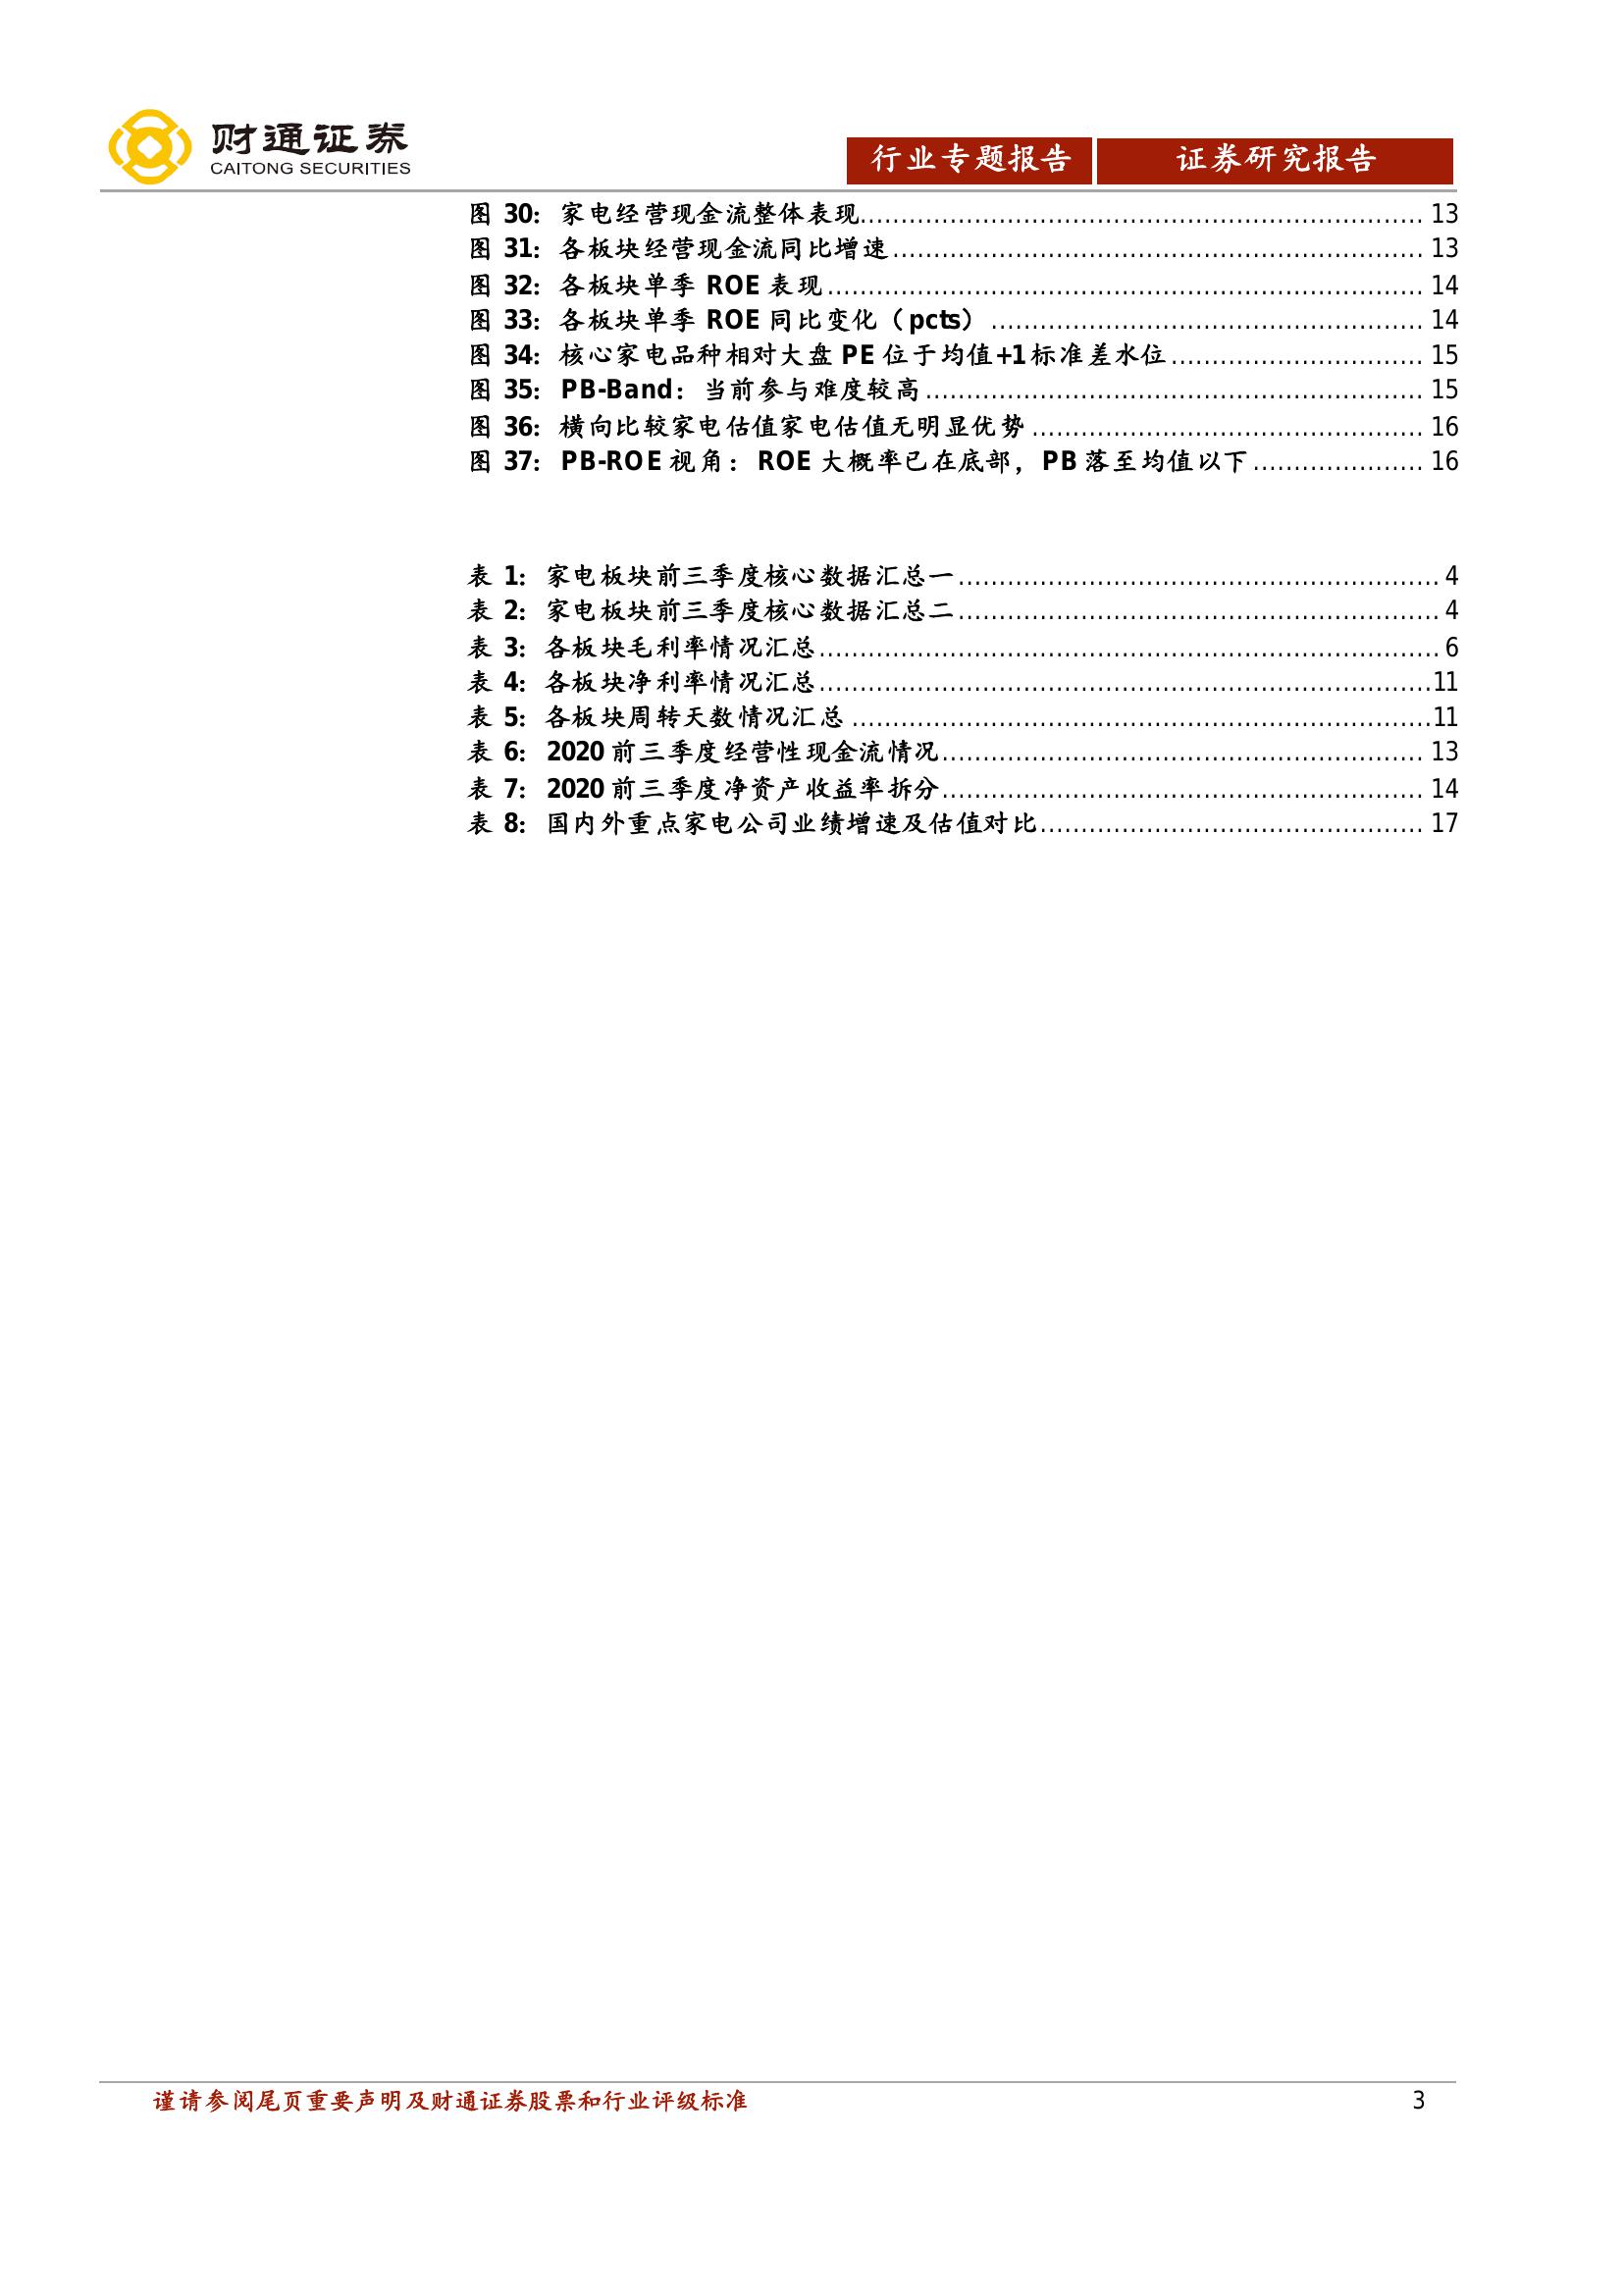 财通证券
CAITONG SECURITIES
行业专题报告 证券研究报告
图 30：家电经营现金流整体表现 13
图 31：各板块经营现金流同比增速 13
图 32：各板块单季 ROE 表现 14
图 33：各板块单季 ROE 同比变化（pcts） 14
图 34：核心家电品种相对大盘 PE 位于均值+1 标准差水位 15
图 35：PB-Band：当前参与难度较高 15
图 36：横向比较家电估值家电估值无明显优势 16
图 37：PB-ROE 视角：ROE 大概率已在底部，PB 落至均值以下 16
表 1：家电板块前三季度核心数据汇总一 4
表 2：家电板块前三季度核心数据汇总二 4
表 3：各板块毛利率情况汇总 6
表 4：各板块净利率情况汇总 11
表 5：各板块周转天数情况汇总 11
表 6：2020 前三季度经营性现金流情况 13
表 7：2020 前三季度净资产收益率拆分 14
表 8：国内外重点家电公司业绩增速及估值对比 17
谨请参阅尾页重要声明及财通证券股票和行业评级标准 3